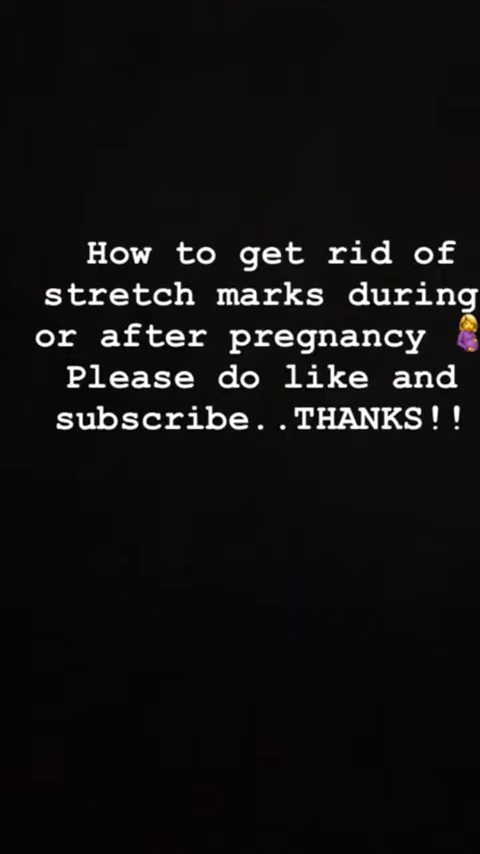 How to get rid of
stretch marks during
or after pregnancy 🤰
Please do like and
subscribe..THANKS!!